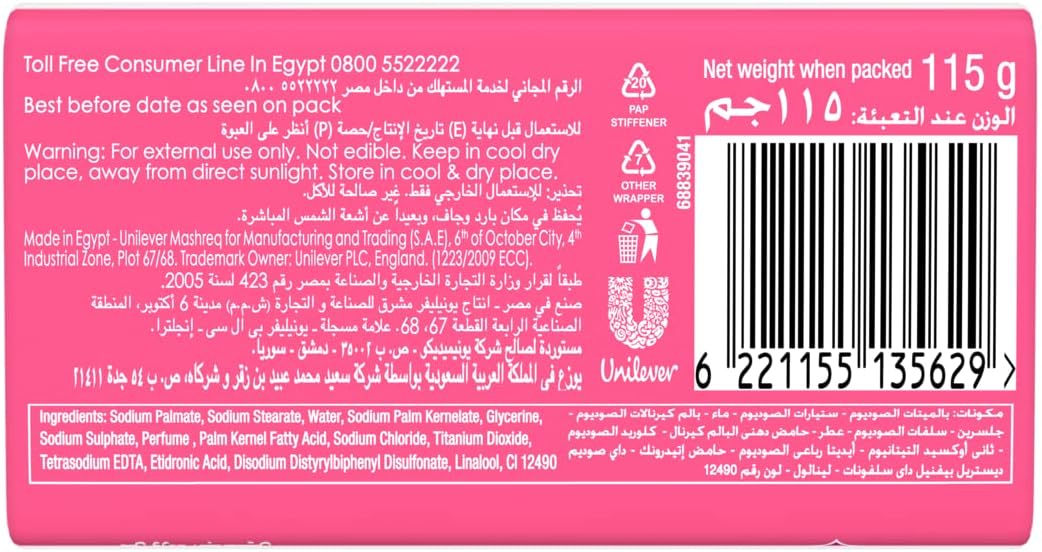 Toll Free Consumer Line In Egypt 0800 5522222
الرقم المجاني لخدمة المستهلك من داخل مصر ٥٥٢٢٢٢٢ ٠٨٠٠
Best before date as seen on pack
للاستعمال قبل نهاية (E) تاريخ الإنتاج/حصة (P) أنظر على العبوة
Warning: For external use only. Not edible. Keep in cool dry
place, away from direct sunlight. Store in cool & dry place.
تحذير: للإستعمال الخارجي فقط. غير صالحة للأكل.
يُحفظ في مكان بارد وجاف، وبعيداً عن أشعة الشمس المباشرة.
Made in Egypt - Unilever Mashreq for Manufacturing and Trading (S.A.E), 6th of October City, 4th
Industrial Zone, Plot 67/68. Trademark Owner: Unilever PLC, England. (1223/2009 ECC).
طبقاً لقرار وزارة التجارة الخارجية والصناعة بمصر رقم 423 لسنة 2005.
صنع في مصر ـ انتاج يونيليفر مشرق للصناعة و التجارة (ش.م.م) مدينة 6 أكتوبر، المنطقة
الصناعية الرابعة القطعة 67، 68. علامة مسجلة ـ يونيليفر بى ال سى ـ إنجلترا.
مستوردة لصالح شركة يونيميديكو - ص. ب ٣٥٠٠٢ - دمشق - سوريا.
يوزع فى المملكة العربية السعودية بواسطة شركة سعيد محمد عبيد بن زقر و شركاه، ص. ب ٥٤ جدة ٢١٤١١
20
PAP
STIFFENER
7
OTHER
WRAPPER
Unilever
68839041
Net weight when packed 115 g
الوزن عند التعبئة: ١١٥جم
6 221155 135629 >
Ingredients: Sodium Palmate, Sodium Stearate, Water, Sodium Palm Kernelate, Glycerine,
Sodium Sulphate, Perfume , Palm Kernel Fatty Acid, Sodium Chloride, Titanium Dioxide,
Tetrasodium EDTA, Etidronic Acid, Disodium Distyrylbiphenyl Disulfonate, Linalool, CI 12490
مكونات: بالميتات الصوديوم - ستيارات الصوديوم - ماء - بالم كيرنالات الصوديوم -
جلسرين - سلفات الصوديوم - عطر - حامض دهنى البالم كيرنال - كلوريد الصوديوم
- ثانى أوكسيد التيتانيوم - أيديتا رباعى الصوديوم - حامض إتيدرونك - داي صوديم
ديستريل بيفنيل داى سلفونات - لينالول - لون رقم 12490